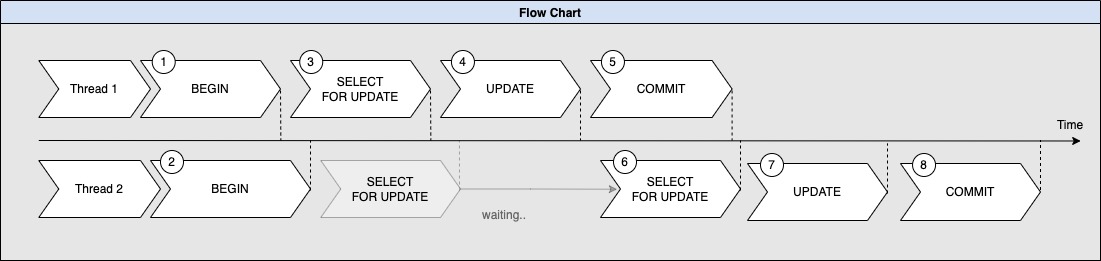 Flow Chart
Thread 1
1
BEGIN
3
SELECT
FOR UPDATE
4
UPDATE
5
COMMIT
Time
Thread 2
2
BEGIN
SELECT
FOR UPDATE
waiting..
6
SELECT
FOR UPDATE
7
UPDATE
8
COMMIT